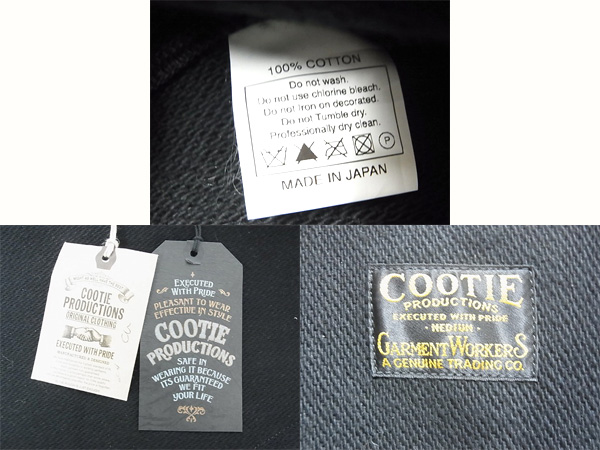 100% COTTON
Do not wash.
Do not use chlorine bleach.
Do not Iron on decorated.
Do not Tumble dry.
Professionally dry clean.
P
MADE IN JAPAN
COOTIE
PRODUCTIONS
ORIGINAL CLOTHING
EXECUTED WITH PRIDE
EXECUTED
WITH PRIDE
PLEASANT TO WEAR
EFFECTIVE IN STYLE
COOTIE
PRODUCTIONS
SAFE IN
WEARING IT BECAUSE
ITS GUARANTEED
WE FIT
YOUR LIFE
COOTIE
PRODUCTIONS
EXECUTED WITH PRIDE
- MEDIUM -
GARMENT WORKERS
A GENUINE TRADING CO.